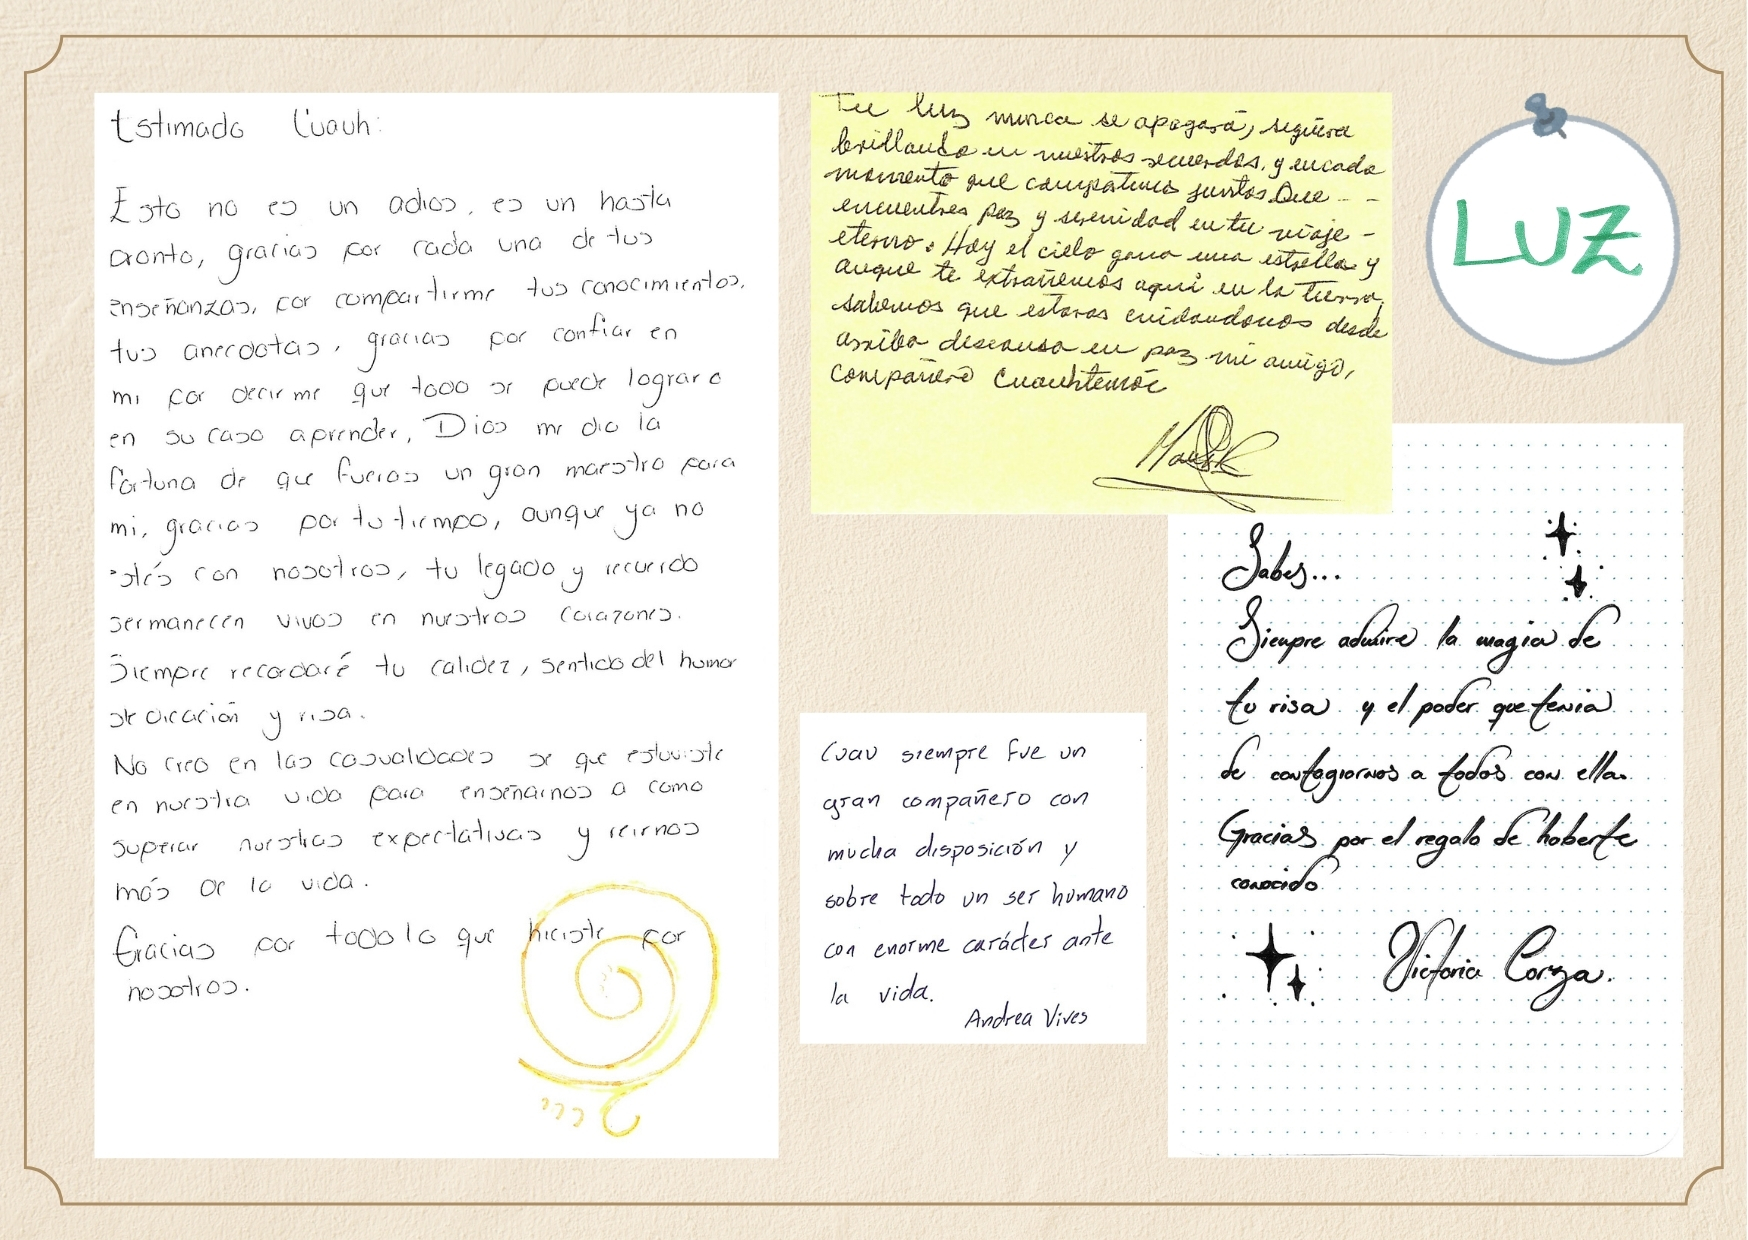 Estimado Cuauh:
Esto no es un adios, es un hasta
pronto, gracias por cada una de tus
enseñanzas, por compartirme tus conocimientos,
tus anecdotas, gracias por confiar en
mi por decirme que todo se puede lograr o
en su caso aprender, Dios me dio la
fortuna de que fueras un gran maestro para
mi, gracias por tu tiempo, aunque ya no
estés con nosotros, tu legado y recuerdo
permanecen vivos en nuestros corazones.
Siempre recordaré tu calidez, sentido del humor
dedicación y risa.
No creo en las casualidades se que estuviste
en nuestra vida para enseñarnos a como
superar nuestras expectativas y reirnos
más de la vida.
Gracias por todo lo que hiciste por
nosotros.
Tu luz nunca se apagará, seguira
brillando en nuestros recuerdos, y en cada
momento que compartimos juntos. Que - -
encuentres paz y serenidad en tu viaje -
eterno. Hoy el cielo gana una estrella y
auque te extrañemos aqui en la tierra,
sabemos que estaras cuidandonos desde
arriba descansa en paz mi amigo,
compañero Cuauhtemoc
LUZ
Sabes...
Siempre admire la magia de
tu risa y el poder que tenia
de contagiarnos a todos con ella.
Gracias por el regalo de haberte
conocido
Victoria Corza.
Cuau siempre fue un
gran compañero con
mucha disposición y
sobre todo un ser humano
con enorme carácter ante
la vida.
Andrea Vives